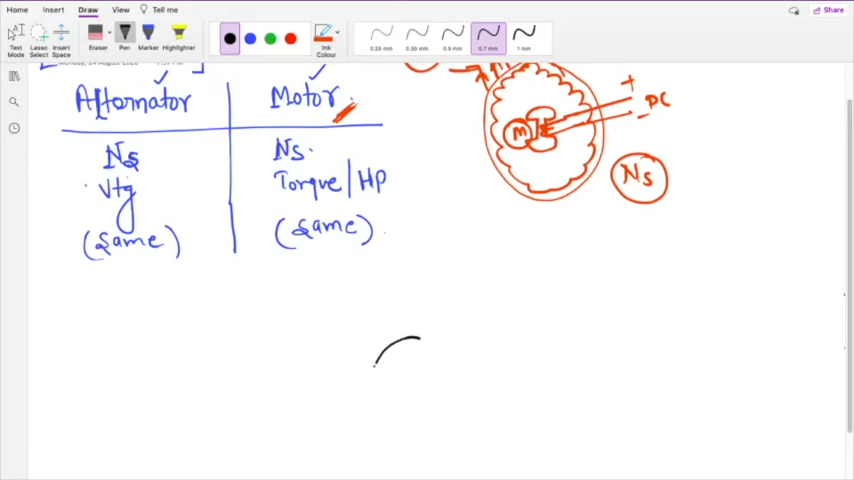 Home Insert Draw View Tell me Share
Text Mode Lasso Select Insert Space Eraser Pen Marker Highlighter Ink Colour 0.25 mm 0.35 mm 0.5 mm 0.7 mm 1 mm
Alternator Motor
Ns Ns.
Vtg Torque/HP
(Same) (Same)
+
DC
-
M
Ns